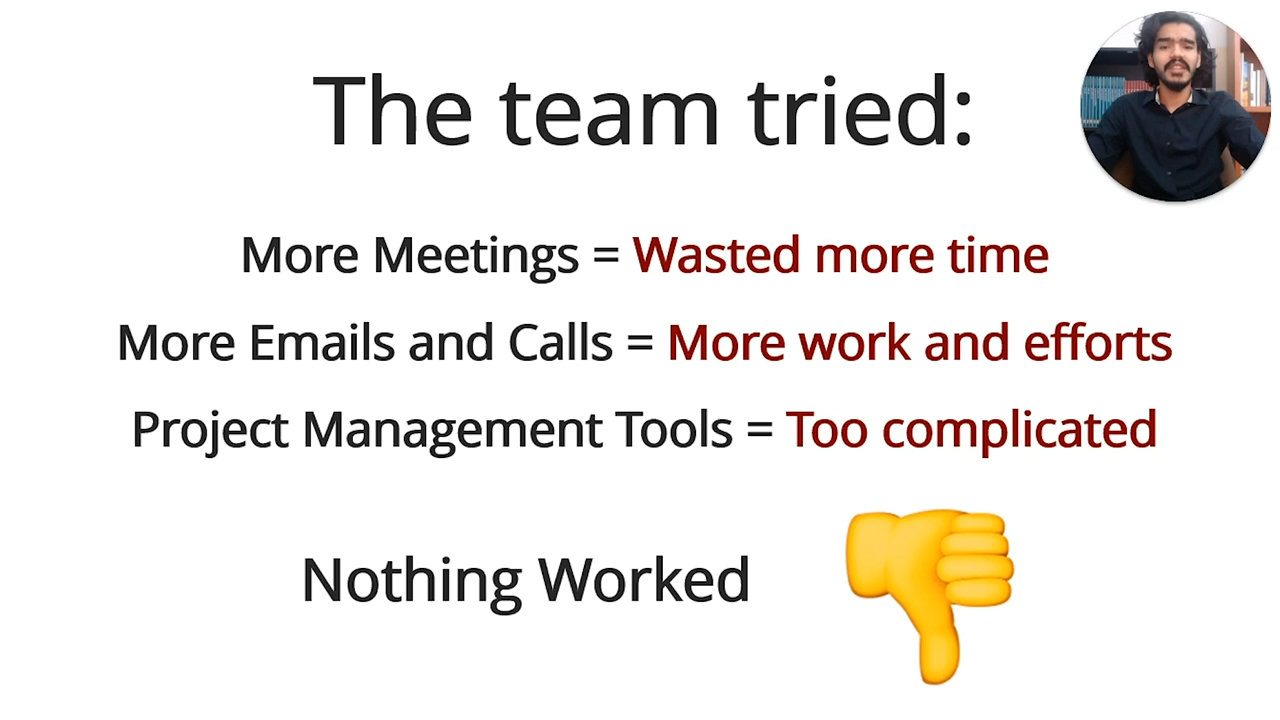 The team tried:
More Meetings = Wasted more time
More Emails and Calls = More work and efforts
Project Management Tools = Too complicated
Nothing Worked